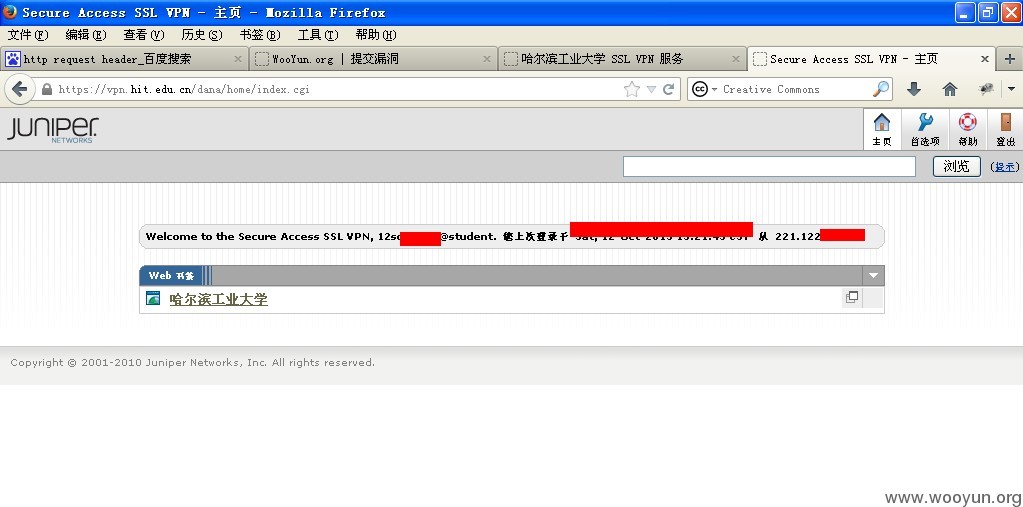 Secure Access SSL VPN - 主页 - Mozilla Firefox
文件(F) 编辑(E) 查看(V) 历史(S) 书签(B) 工具(T) 帮助(H)
http request header_百度搜索 WooYun.org | 提交漏洞 哈尔滨工业大学 SSL VPN 服务 Secure Access SSL VPN - 主页
https://vpn.hit.edu.cn/dana/home/index.cgi Creative Commons
JUNIPER
NETWORKS
主页 首选项 帮助 登出
浏览 (提示)
Welcome to the Secure Access SSL VPN, 12s @student. 您上次登录于 从 221.122
Web 书签
哈尔滨工业大学
Copyright © 2001-2010 Juniper Networks, Inc. All rights reserved.
www.wooyun.org